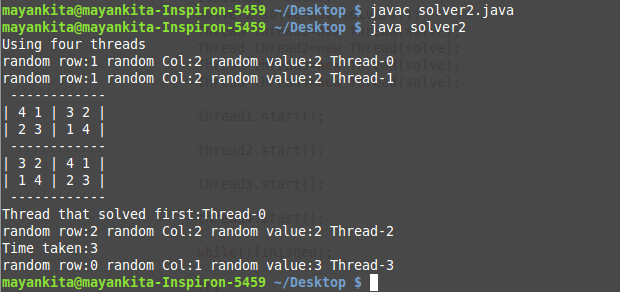 mayankita@mayankita-Inspiron-5459 ~/Desktop $ javac solver2.java
mayankita@mayankita-Inspiron-5459 ~/Desktop $ java solver2
Thread thread2=new Thread(solve);
Using four threads
random row:1 random Col:2 random value:2 Thread-0
random row:1 random Col:2 random value:2 Thread-1
------------
| 4 1 | 3 2 |
thread1.start();
| 2 3 | 1 4 |
------------
thread2.start();
| 3 2 | 4 1 |
| 1 4 | 2 3 |
thread3.start();
------------
Thread that solved first:Thread-0
random row:2 random Col:2 random value:2 Thread-2
Time taken:3
while(!finished);
random row:0 random Col:1 random value:3 Thread-3
mayankita@mayankita-Inspiron-5459 ~/Desktop $